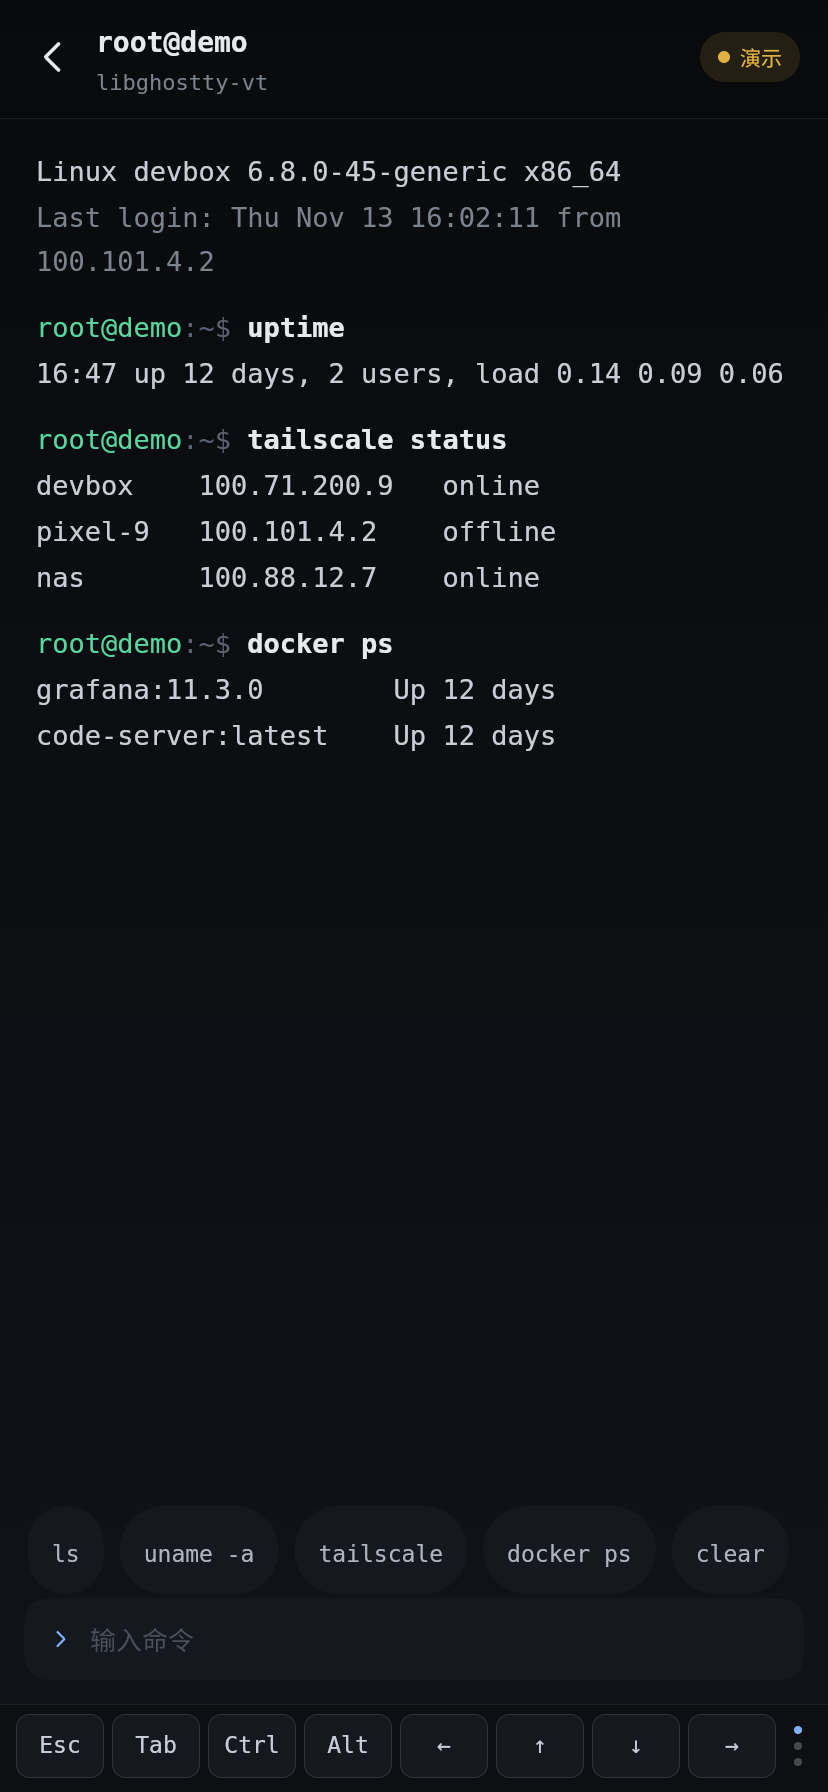 root@demo
libghostty-vt
演示
Linux devbox 6.8.0-45-generic x86_64
Last login: Thu Nov 13 16:02:11 from
100.101.4.2
root@demo:~$ uptime
16:47 up 12 days, 2 users, load 0.14 0.09 0.06
root@demo:~$ tailscale status
devbox    100.71.200.9   online
pixel-9   100.101.4.2    offline
nas       100.88.12.7    online
root@demo:~$ docker ps
grafana:11.3.0        Up 12 days
code-server:latest    Up 12 days
ls uname -a tailscale docker ps clear
输入命令
Esc Tab Ctrl Alt ← ↑ ↓ →